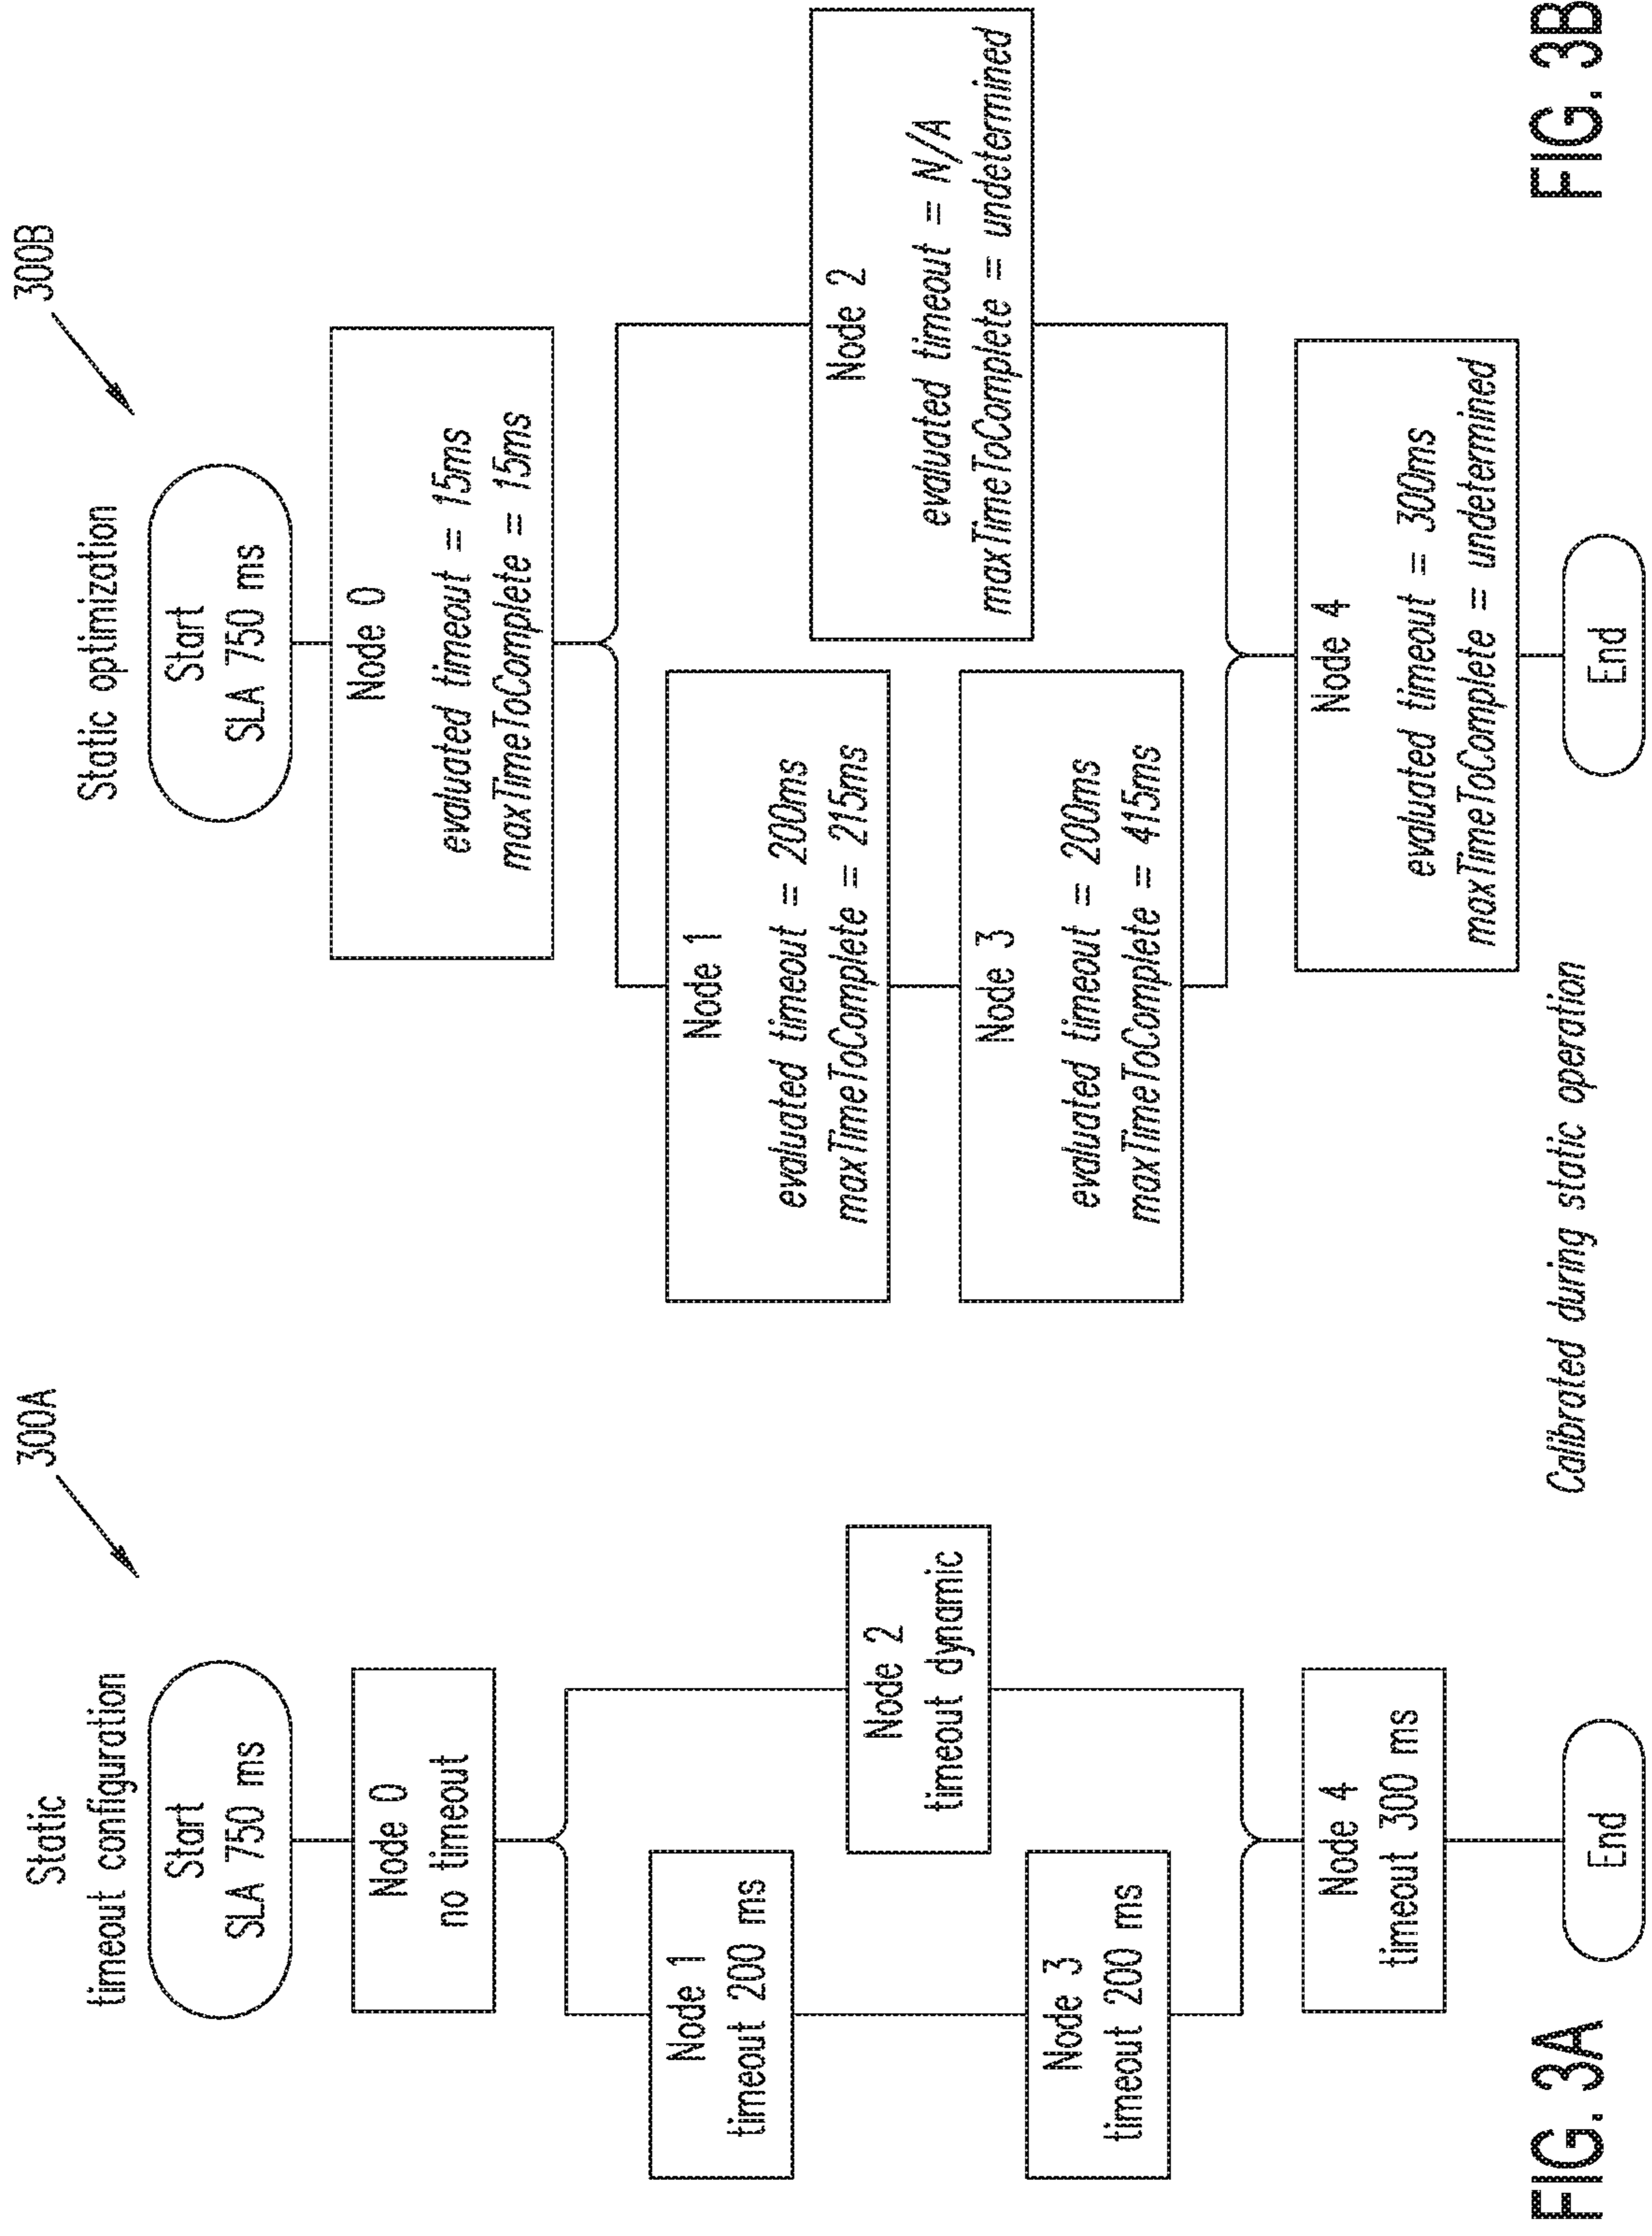 300A
Static
timeout configuration
Start
SLA 750 ms
Node 0
no timeout
Node 1
timeout 200 ms
Node 2
timeout dynamic
Node 3
timeout 200 ms
Node 4
timeout 300 ms
End
FIG. 3A
300B
Static optimization
Start
SLA 750 ms
Node 0
evaluated timeout = 15ms
maxTimeToComplete = 15ms
Node 1
evaluated timeout = 200ms
maxTimeToComplete = 215ms
Node 2
evaluated timeout = N/A
maxTimeToComplete = undetermined
Node 3
evaluated timeout = 200ms
maxTimeToComplete = 415ms
Node 4
evaluated timeout = 300ms
maxTimeToComplete = undetermined
End
Calibrated during static operation
FIG. 3B